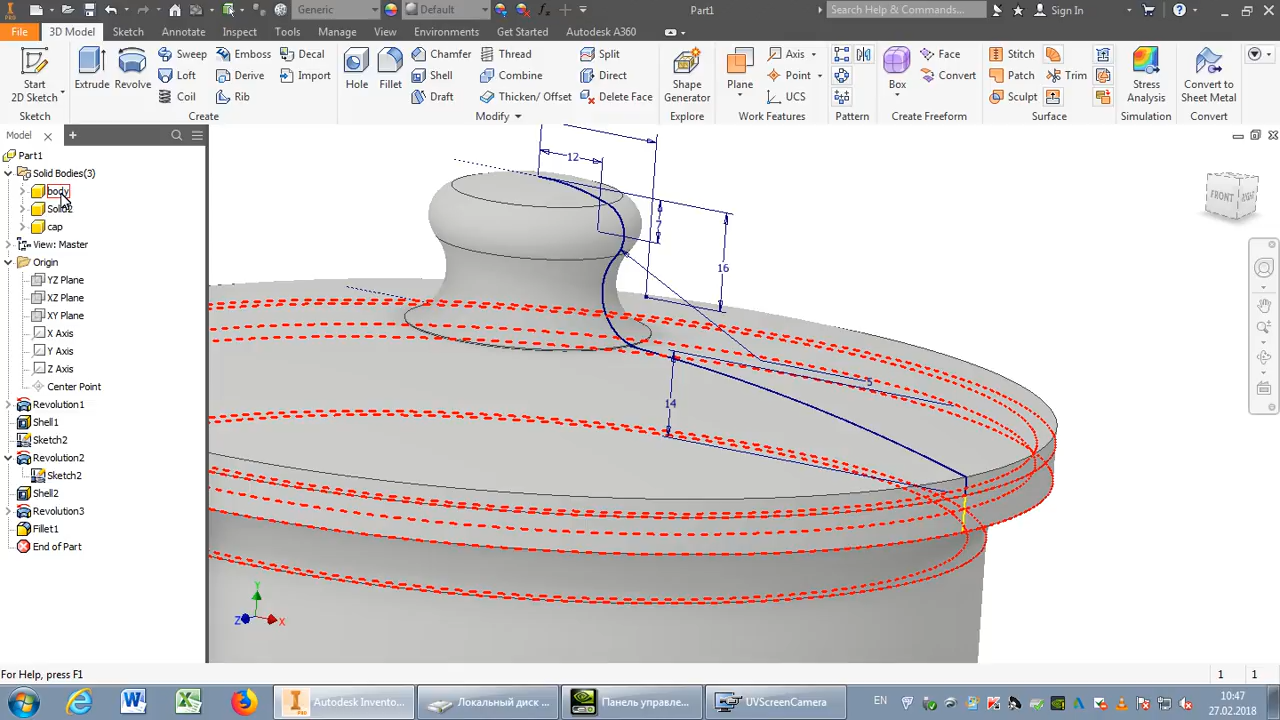 Generic
Default
Part1
Search Help & Commands...
Sign In
File
3D Model
Sketch
Annotate
Inspect
Tools
Manage
View
Environments
Get Started
Autodesk A360
Start
2D Sketch
Extrude
Revolve
Sweep
Loft
Coil
Emboss
Derive
Rib
Decal
Import
Hole
Fillet
Chamfer
Shell
Draft
Thread
Combine
Thicken/ Offset
Split
Direct
Delete Face
Shape
Generator
Plane
Axis
Point
UCS
Box
Face
Convert
Stitch
Patch
Sculpt
Trim
Stress
Analysis
Convert to
Sheet Metal
Sketch
Create
Modify
Explore
Work Features
Pattern
Create Freeform
Surface
Simulation
Convert
Model
Part1
Solid Bodies(3)
body
Solid2
cap
View: Master
Origin
YZ Plane
XZ Plane
XY Plane
X Axis
Y Axis
Z Axis
Center Point
Revolution1
Shell1
Sketch2
Revolution2
Sketch2
Shell2
Revolution3
Fillet1
End of Part
12
7
16
5
14
FRONT
RIGHT
Y
Z
X
For Help, press F1
1
1
Autodesk Invento...
Локальный диск ...
Панель управле...
UVScreenCamera
EN
10:47
27.02.2018